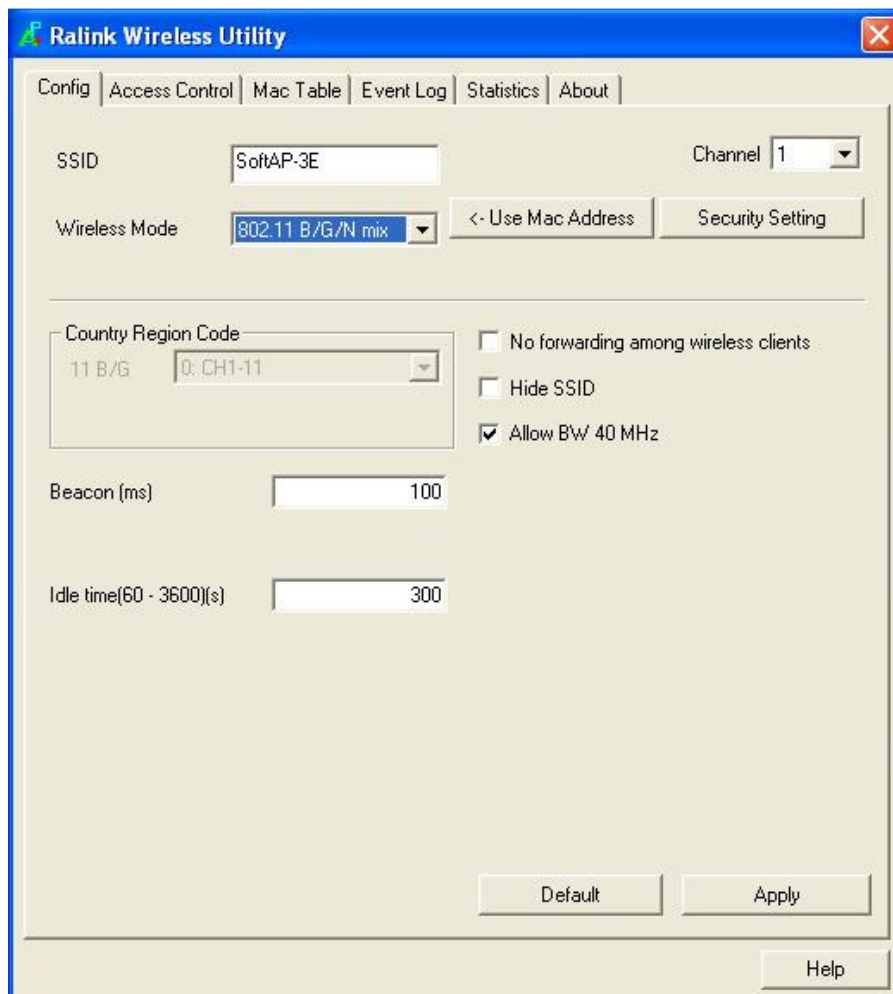 Ralink Wireless Utility
Config Access Control Mac Table Event Log Statistics About
SSID SoftAP-3E Channel 1
Wireless Mode 802.11 B/G/N mix <- Use Mac Address Security Setting
Country Region Code
11 B/G 0: CH1-11
No forwarding among wireless clients
Hide SSID
Allow BW 40 MHz
Beacon (ms) 100
Idle time(60 - 3600)(s) 300
Default Apply
Help